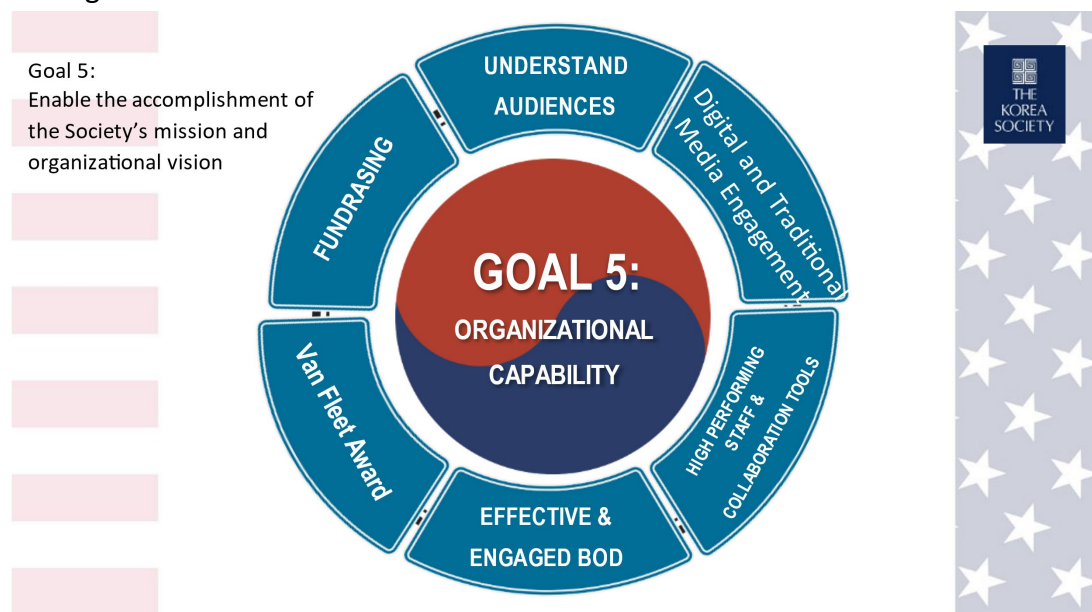 Goal 5:
Enable the accomplishment of
the Society's mission and
organizational vision
UNDERSTAND
AUDIENCES
Digital and Traditional
Media Engagement
HIGH PERFORMING
STAFF &
COLLABORATION TOOLS
EFFECTIVE &
ENGAGED BOD
Van Fleet Award
FUNDRASING
GOAL 5:
ORGANIZATIONAL
CAPABILITY
THE
KOREA
SOCIETY